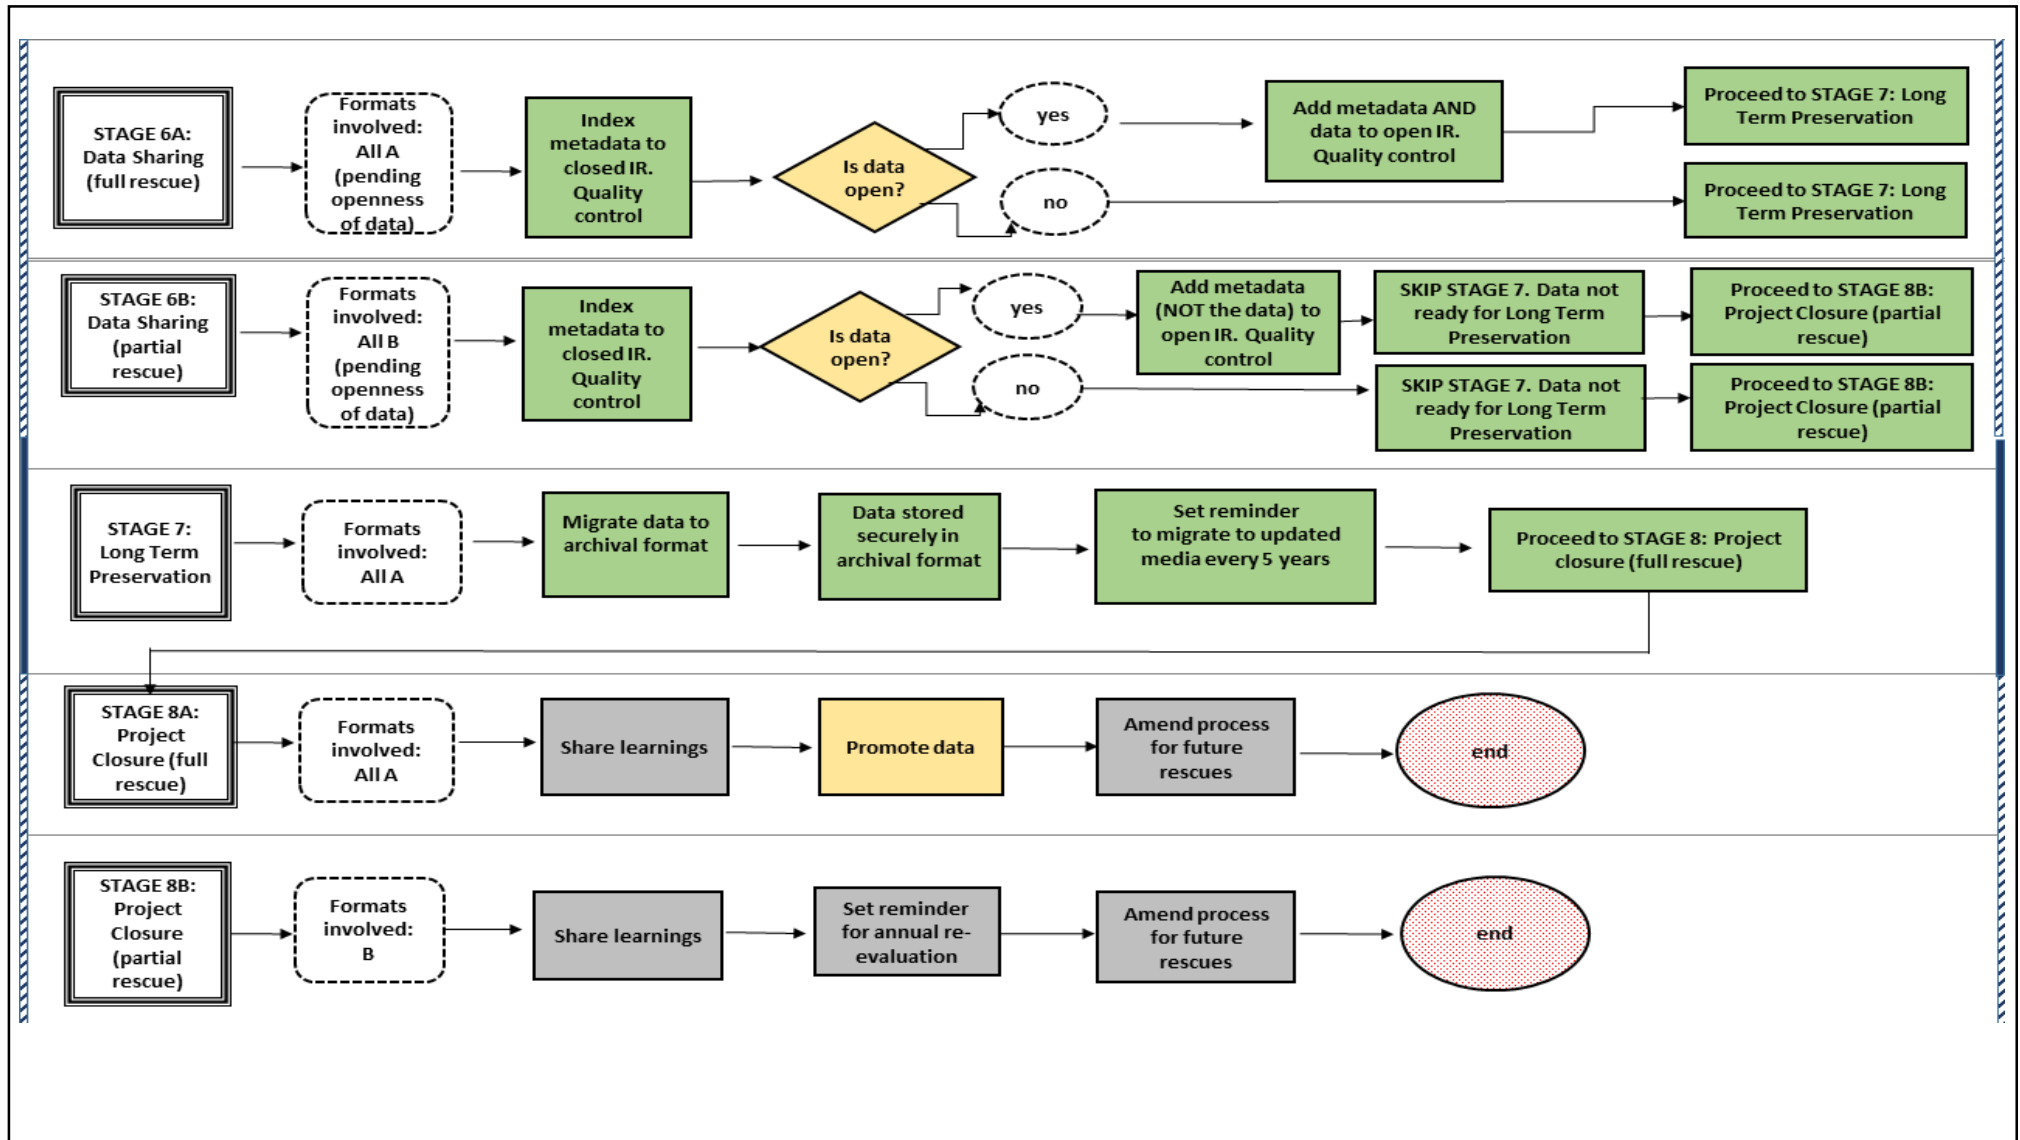 STAGE 6A:
Data Sharing
(full rescue)
Formats
involved:
All A
(pending
openness
of data)
Index
metadata to
closed IR.
Quality
control
Is data
open?
yes
no
Add metadata AND
data to open IR.
Quality control
Proceed to STAGE 7: Long
Term Preservation
Proceed to STAGE 7: Long
Term Preservation
STAGE 6B:
Data Sharing
(partial
rescue)
Formats
involved:
All B
(pending
openness
of data)
Index
metadata to
closed IR.
Quality
control
Is data
open?
yes
no
Add metadata
(NOT the data) to
open IR. Quality
control
SKIP STAGE 7. Data not
ready for Long Term
Preservation
Proceed to STAGE 8B:
Project Closure (partial
rescue)
SKIP STAGE 7. Data not
ready for Long Term
Preservation
Proceed to STAGE 8B:
Project Closure (partial
rescue)
STAGE 7:
Long Term
Preservation
Formats
involved:
All A
Migrate data to
archival format
Data stored
securely in
archival format
Set reminder
to migrate to updated
media every 5 years
Proceed to STAGE 8: Project
closure (full rescue)
STAGE 8A:
Project
Closure (full
rescue)
Formats
involved:
All A
Share learnings
Promote data
Amend process
for future
rescues
end
STAGE 8B:
Project
Closure
(partial
rescue)
Formats
involved:
B
Share learnings
Set reminder
for annual re-
evaluation
Amend process
for future
rescues
end